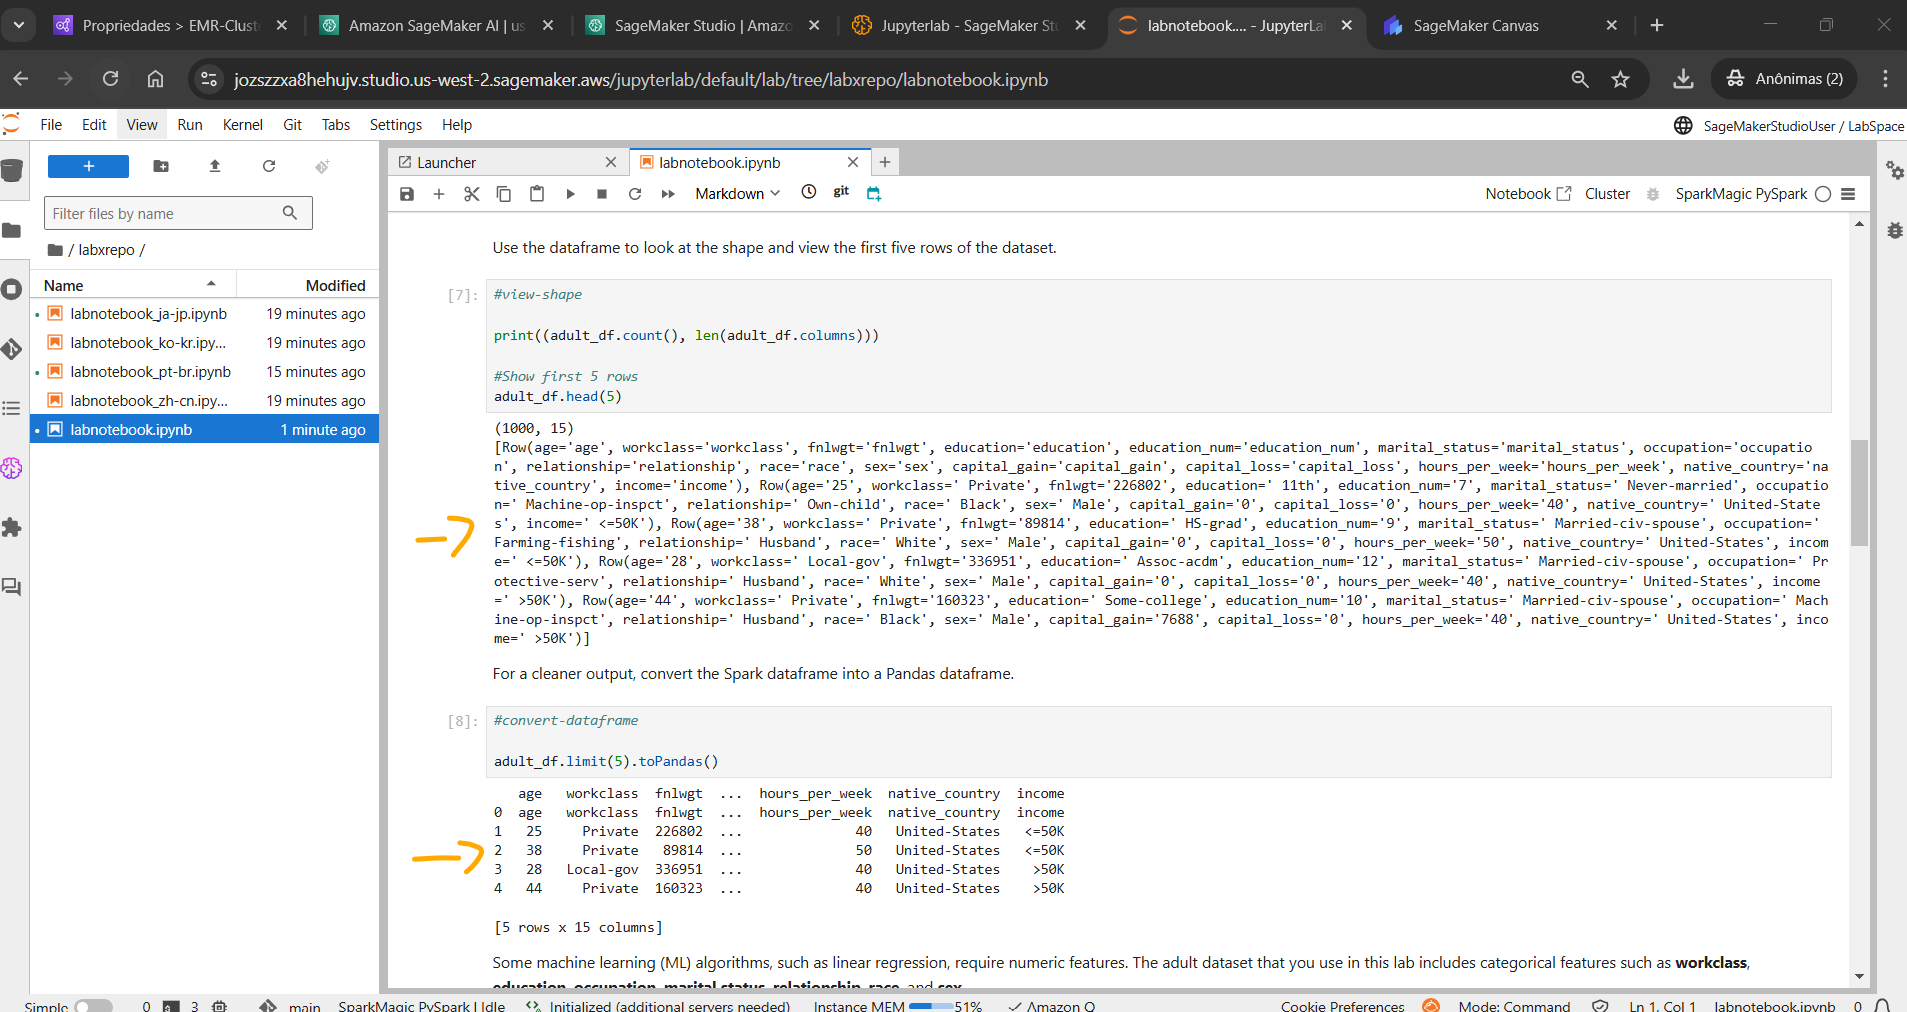 Propriedades > EMR-Clust
Amazon SageMaker AI | us
SageMaker Studio | Amazo
Jupyterlab - SageMaker St
labnotebook.... - JupyterLa
SageMaker Canvas
jozszzxa8hehujv.studio.us-west-2.sagemaker.aws/jupyterlab/default/lab/tree/labxrepo/labnotebook.ipynb
Anônimas (2)
File Edit View Run Kernel Git Tabs Settings Help
SageMakerStudioUser / LabSpace
Launcher
labnotebook.ipynb
Markdown
git
Notebook
Cluster
SparkMagic PySpark
Filter files by name
/ labxrepo /
Name Modified
labnotebook_ja-jp.ipynb 19 minutes ago
labnotebook_ko-kr.ipy... 19 minutes ago
labnotebook_pt-br.ipynb 15 minutes ago
labnotebook_zh-cn.ipy... 19 minutes ago
labnotebook.ipynb 1 minute ago
Use the dataframe to look at the shape and view the first five rows of the dataset.
[7]:
#view-shape
print((adult_df.count(), len(adult_df.columns)))
#Show first 5 rows
adult_df.head(5)
(1000, 15)
[Row(age='age', workclass='workclass', fnlwgt='fnlwgt', education='education', education_num='education_num', marital_status='marital_status', occupation='occupatio
n', relationship='relationship', race='race', sex='sex', capital_gain='capital_gain', capital_loss='capital_loss', hours_per_week='hours_per_week', native_country='na
tive_country', income='income'), Row(age='25', workclass=' Private', fnlwgt='226802', education=' 11th', education_num='7', marital_status=' Never-married', occupatio
n=' Machine-op-inspct', relationship=' Own-child', race=' Black', sex=' Male', capital_gain='0', capital_loss='0', hours_per_week='40', native_country=' United-State
s', income=' <=50K'), Row(age='38', workclass=' Private', fnlwgt='89814', education=' HS-grad', education_num='9', marital_status=' Married-civ-spouse', occupation='
Farming-fishing', relationship=' Husband', race=' White', sex=' Male', capital_gain='0', capital_loss='0', hours_per_week='50', native_country=' United-States', incom
e=' <=50K'), Row(age='28', workclass=' Local-gov', fnlwgt='336951', education=' Assoc-acdm', education_num='12', marital_status=' Married-civ-spouse', occupation=' Pr
otective-serv', relationship=' Husband', race=' White', sex=' Male', capital_gain='0', capital_loss='0', hours_per_week='40', native_country=' United-States', income
=' >50K'), Row(age='44', workclass=' Private', fnlwgt='160323', education=' Some-college', education_num='10', marital_status=' Married-civ-spouse', occupation=' Mach
ine-op-inspct', relationship=' Husband', race=' Black', sex=' Male', capital_gain='7688', capital_loss='0', hours_per_week='40', native_country=' United-States', inco
me=' >50K')]
For a cleaner output, convert the Spark dataframe into a Pandas dataframe.
[8]:
#convert-dataframe
adult_df.limit(5).toPandas()
age workclass fnlwgt ... hours_per_week native_country income
0 age workclass fnlwgt ... hours_per_week native_country income
1 25 Private 226802 ... 40 United-States <=50K
2 38 Private 89814 ... 50 United-States <=50K
3 28 Local-gov 336951 ... 40 United-States >50K
4 44 Private 160323 ... 40 United-States >50K
[5 rows x 15 columns]
Some machine learning (ML) algorithms, such as linear regression, require numeric features. The adult dataset that you use in this lab includes categorical features such as workclass,
education, occupation, marital status, relationship, race, and sex.
Simple 0 3 main SparkMagic PySpark | Idle Initialized (additional servers needed) Instance MEM 51% Amazon Q Cookie Preferences Mode: Command Ln 1, Col 1 labnotebook.ipynb 0